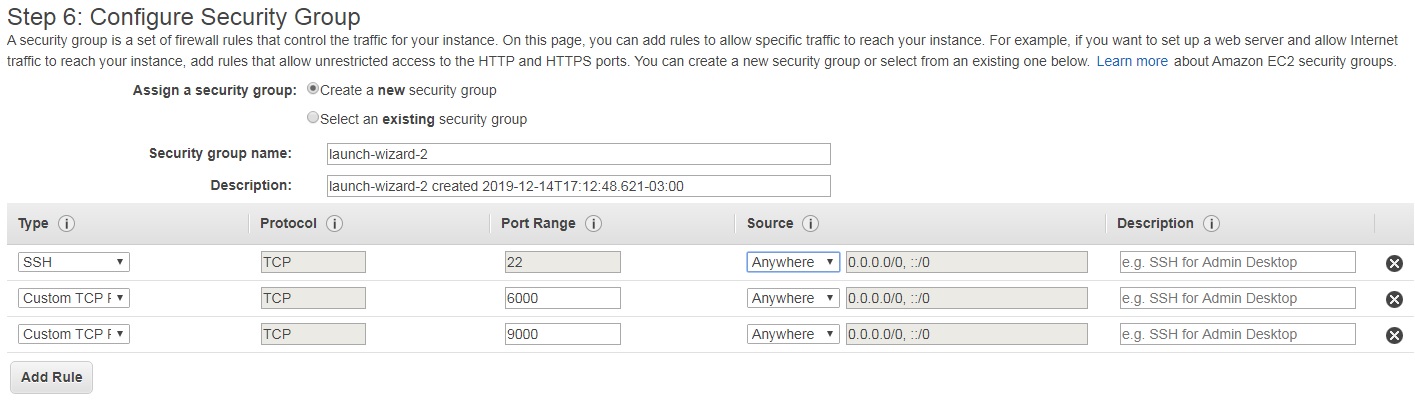 Step 6: Configure Security Group
A security group is a set of firewall rules that control the traffic for your instance. On this page, you can add rules to allow specific traffic to reach your instance. For example, if you want to set up a web server and allow Internet
traffic to reach your instance, add rules that allow unrestricted access to the HTTP and HTTPS ports. You can create a new security group or select from an existing one below. Learn more about Amazon EC2 security groups.
Assign a security group: Create a new security group
Select an existing security group
Security group name: launch-wizard-2
Description: launch-wizard-2 created 2019-12-14T17:12:48.621-03:00
Type i Protocol i Port Range i Source i Description i
SSH TCP 22 Anywhere 0.0.0.0/0, ::/0 e.g. SSH for Admin Desktop
Custom TCP TCP 6000 Anywhere 0.0.0.0/0, ::/0 e.g. SSH for Admin Desktop
Custom TCP TCP 9000 Anywhere 0.0.0.0/0, ::/0 e.g. SSH for Admin Desktop
Add Rule